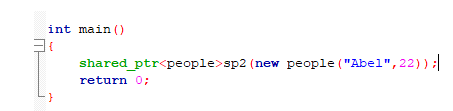 int main()
{
shared_ptr<people>sp2(new people("Abel",22));
return 0;
}